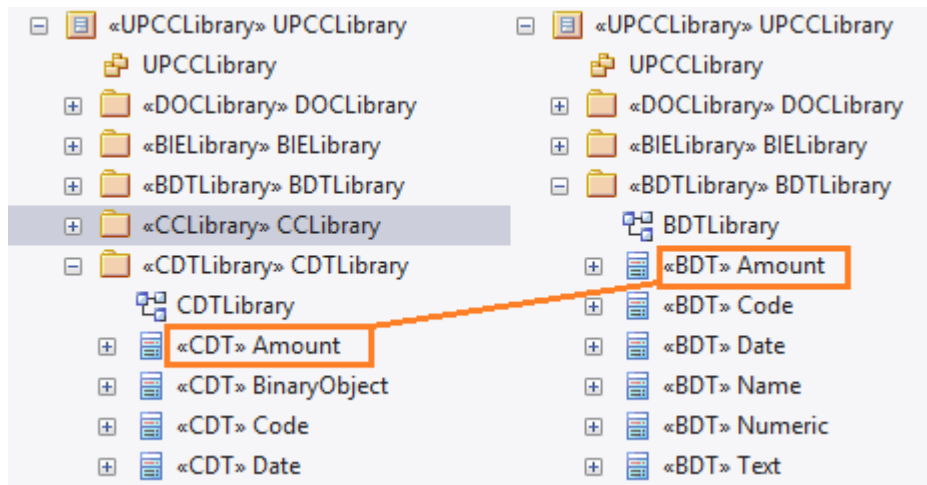 «UPCCLibrary» UPCCLibrary
UPCCLibrary
«DOCLibrary» DOCLibrary
«BIELibrary» BIELibrary
«BDTLibrary» BDTLibrary
«CCLibrary» CCLibrary
«CDTLibrary» CDTLibrary
CDTLibrary
«CDT» Amount
«CDT» BinaryObject
«CDT» Code
«CDT» Date
«UPCCLibrary» UPCCLibrary
UPCCLibrary
«DOCLibrary» DOCLibrary
«BIELibrary» BIELibrary
«BDTLibrary» BDTLibrary
BDTLibrary
«BDT» Amount
«BDT» Code
«BDT» Date
«BDT» Name
«BDT» Numeric
«BDT» Text